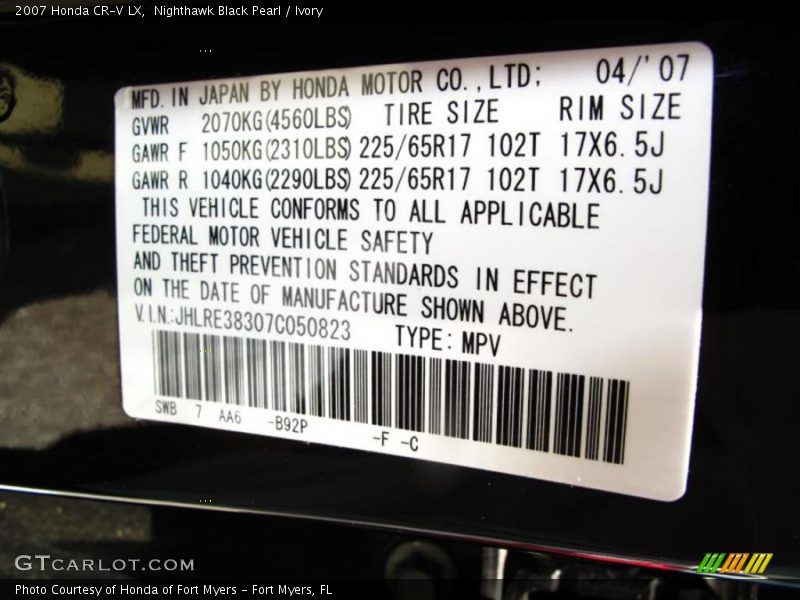 2007 Honda CR-V LX, Nighthawk Black Pearl / Ivory
MFD. IN JAPAN BY HONDA MOTOR CO., LTD; 04/'07
GVWR 2070KG(4560LBS) TIRE SIZE RIM SIZE
GAWR F 1050KG(2310LBS) 225/65R17 102T 17X6.5J
GAWR R 1040KG(2290LBS) 225/65R17 102T 17X6.5J
THIS VEHICLE CONFORMS TO ALL APPLICABLE
FEDERAL MOTOR VEHICLE SAFETY
AND THEFT PREVENTION STANDARDS IN EFFECT
ON THE DATE OF MANUFACTURE SHOWN ABOVE.
V.I.N.:JHLRE38307C050823 TYPE: MPV
SWB 7 AA6 -B92P -F -C
GTCARLOT.COM
Photo Courtesy of Honda of Fort Myers - Fort Myers, FL